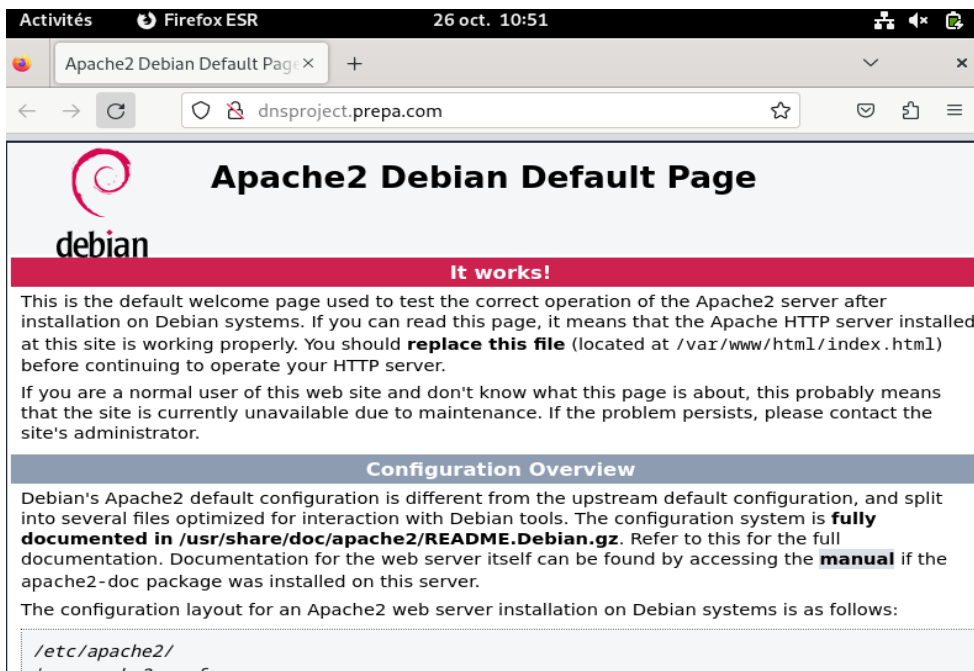 Activités Firefox ESR 26 oct. 10:51
Apache2 Debian Default Page
dnsproject.prepa.com
Apache2 Debian Default Page
debian
It works!
This is the default welcome page used to test the correct operation of the Apache2 server after
installation on Debian systems. If you can read this page, it means that the Apache HTTP server installed
at this site is working properly. You should replace this file (located at /var/www/html/index.html)
before continuing to operate your HTTP server.
If you are a normal user of this web site and don't know what this page is about, this probably means
that the site is currently unavailable due to maintenance. If the problem persists, please contact the
site's administrator.
Configuration Overview
Debian's Apache2 default configuration is different from the upstream default configuration, and split
into several files optimized for interaction with Debian tools. The configuration system is fully
documented in /usr/share/doc/apache2/README.Debian.gz. Refer to this for the full
documentation. Documentation for the web server itself can be found by accessing the manual if the
apache2-doc package was installed on this server.
The configuration layout for an Apache2 web server installation on Debian systems is as follows:
/etc/apache2/